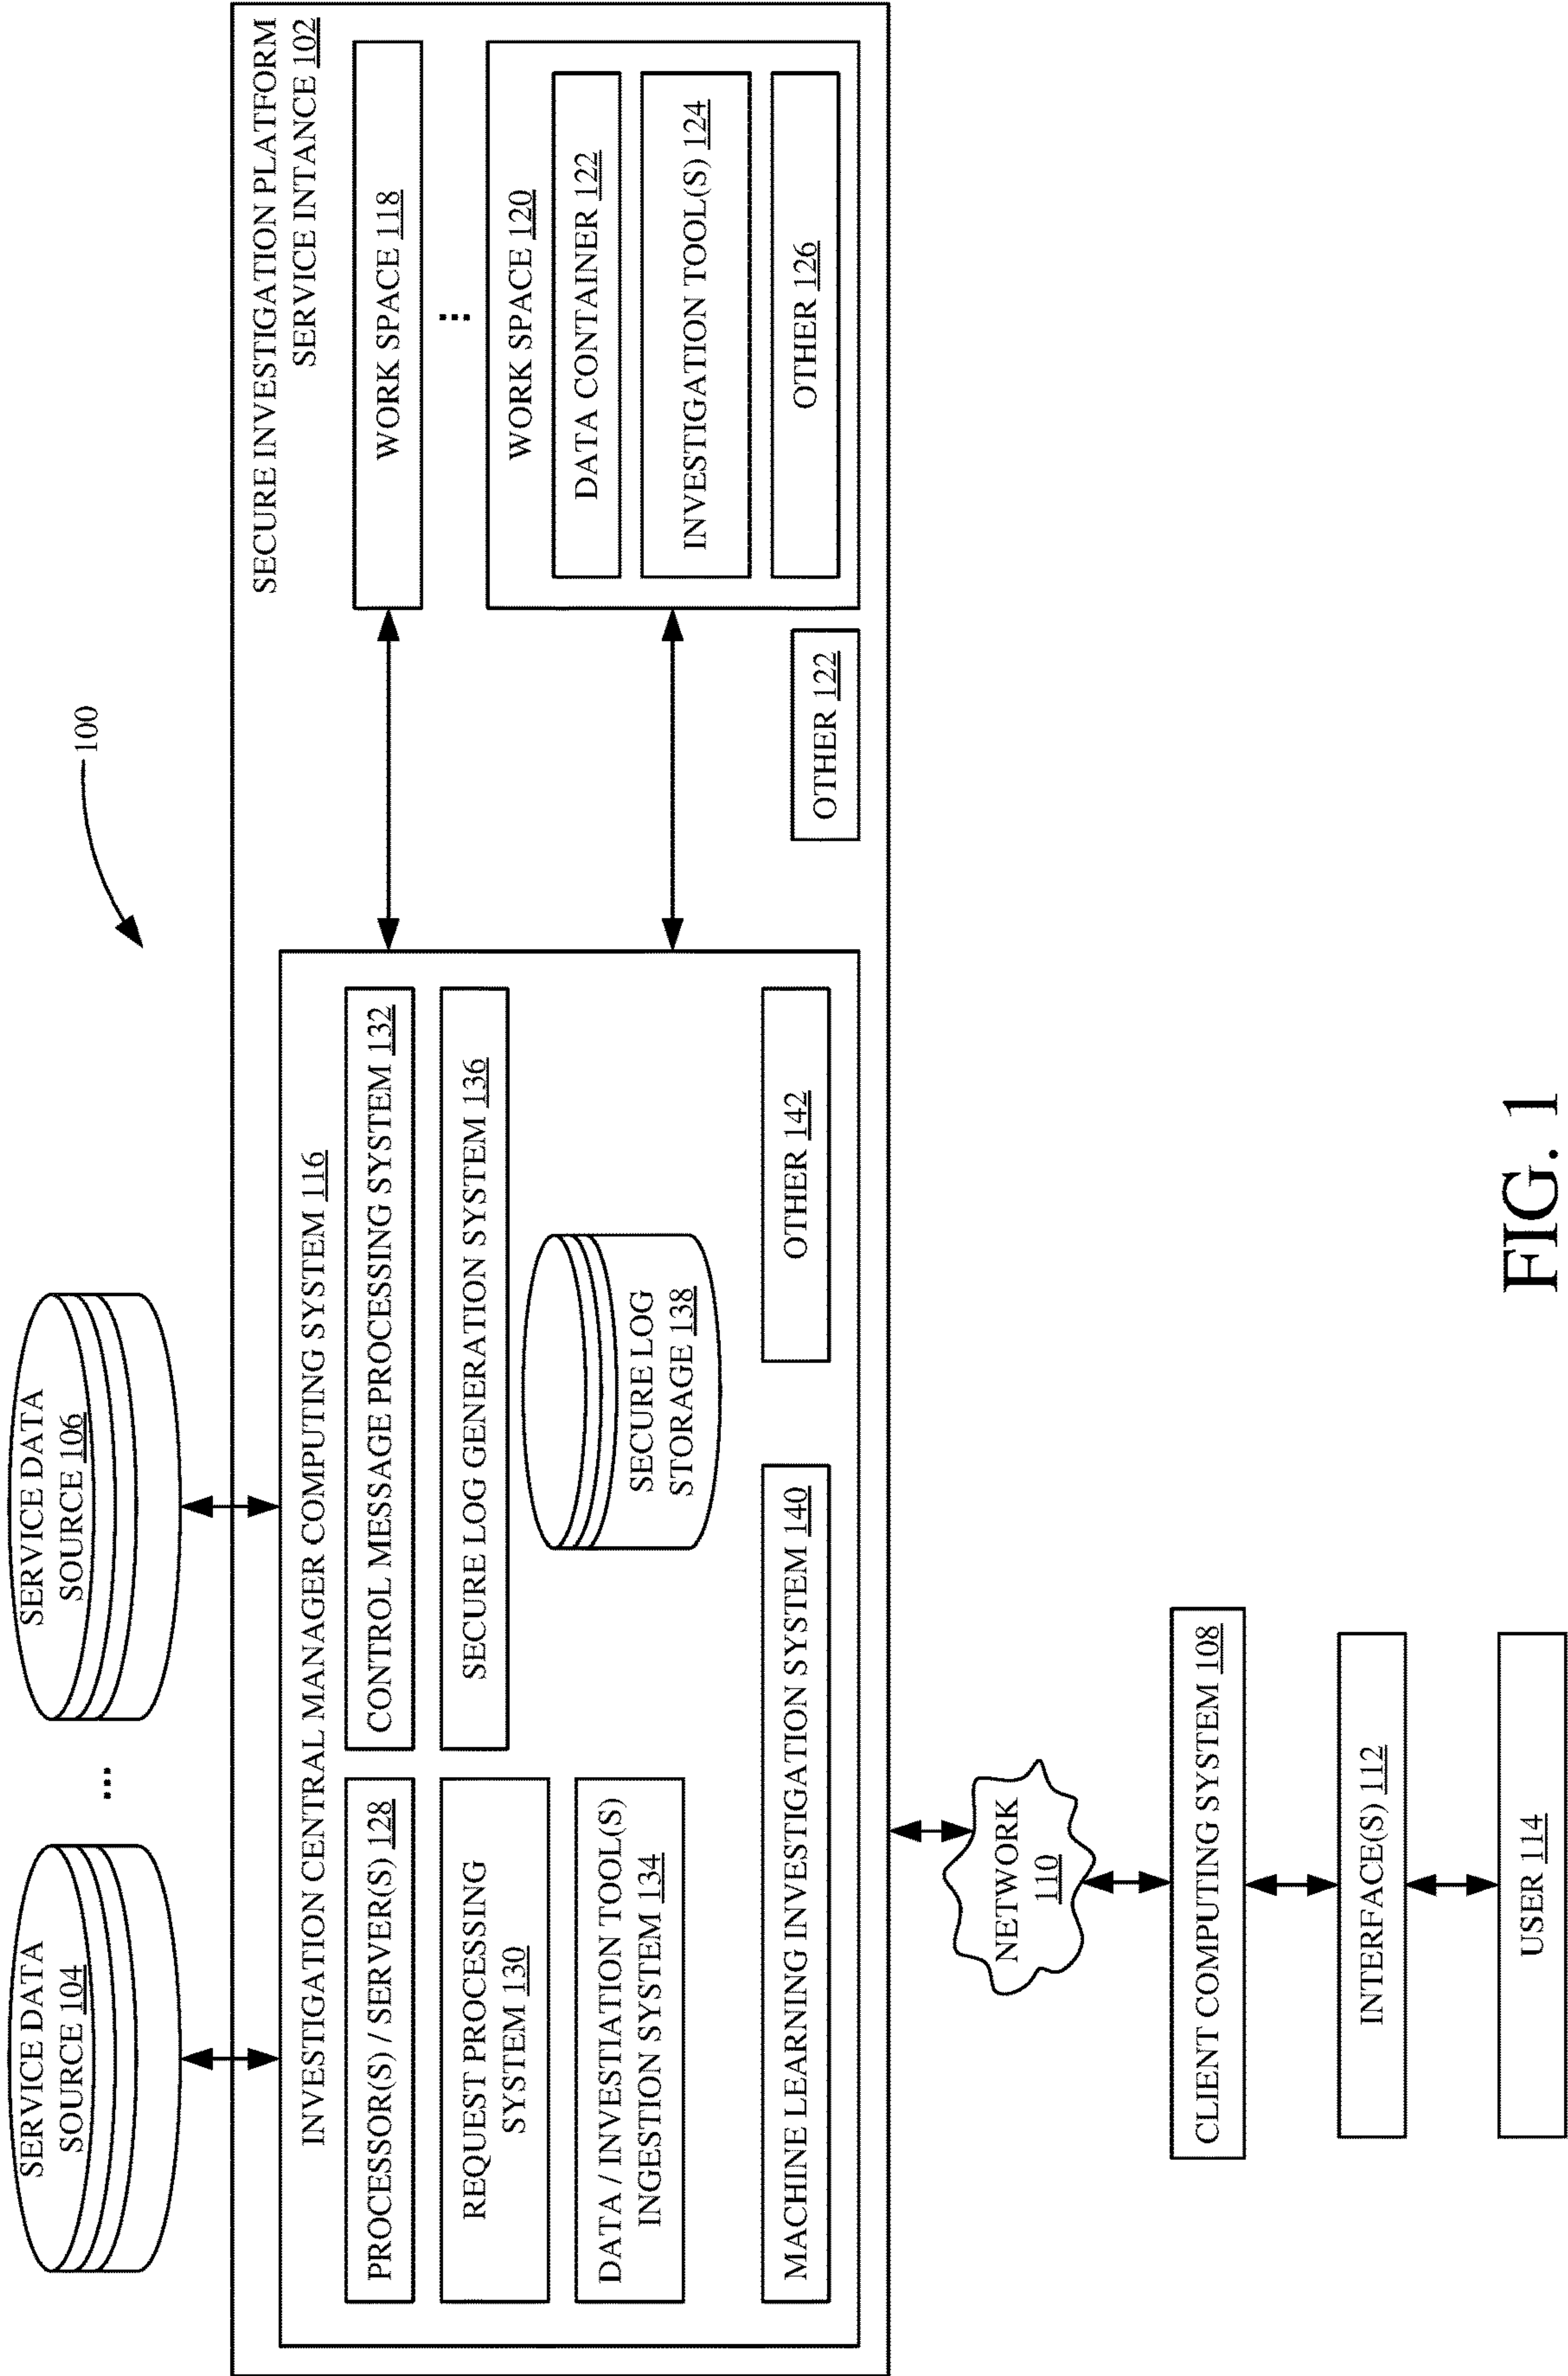 100
SERVICE DATA
SOURCE 104
...
SERVICE DATA
SOURCE 106
SECURE INVESTIGATION PLATFORM
SERVICE INTANCE 102
INVESTIGATION CENTRAL MANAGER COMPUTING SYSTEM 116
PROCESSOR(S) / SERVER(S) 128
CONTROL MESSAGE PROCESSING SYSTEM 132
REQUEST PROCESSING
SYSTEM 130
SECURE LOG GENERATION SYSTEM 136
DATA / INVESTIATION TOOL(S)
INGESTION SYSTEM 134
SECURE LOG
STORAGE 138
MACHINE LEARNING INVESTIGATION SYSTEM 140
OTHER 142
WORK SPACE 118
...
WORK SPACE 120
DATA CONTAINER 122
INVESTIGATION TOOL(S) 124
OTHER 126
OTHER 122
NETWORK
110
CLIENT COMPUTING SYSTEM 108
INTERFACE(S) 112
USER 114
FIG. 1